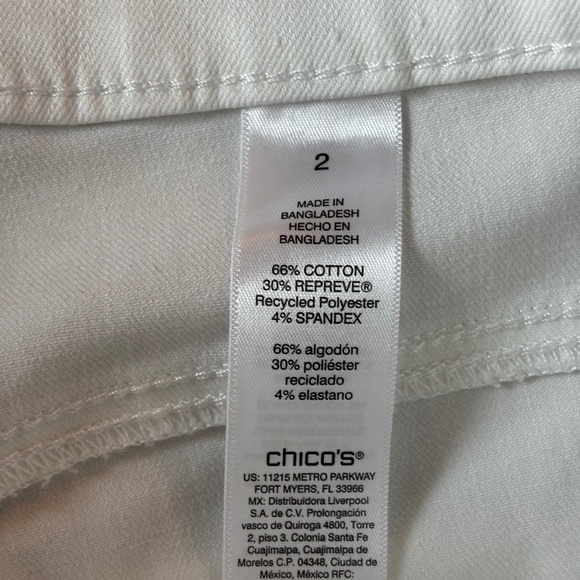 2
MADE IN
BANGLADESH
HECHO EN
BANGLADESH
66% COTTON
30% REPREVE®
Recycled Polyester
4% SPANDEX
66% algodón
30% poliéster
reciclado
4% elastano
chico's®
US: 11215 METRO PARKWAY
FORT MYERS, FL 33966
MX: Distribuidora Liverpool
S.A. de C.V. Prolongación
vasco de Quiroga 4800, Torre
2, piso 3. Colonia Santa Fe
Cuajimalpa, Cuajimalpa de
Morelos C.P. 04348, Ciudad de
México, México RFC: